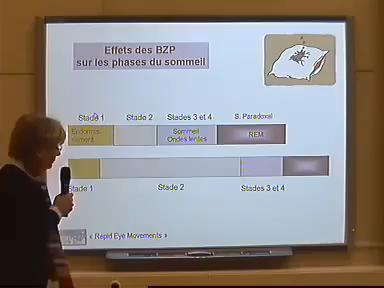 Effets des BZP
sur les phases du sommeil
Stade 1 Stade 2 Stades 3 et 4 S. Paradoxal
Endormis
sement
Sommeil
Ondes lentes
REM
Stade 1 Stade 2 Stades 3 et 4
« Rapid Eye Movements »